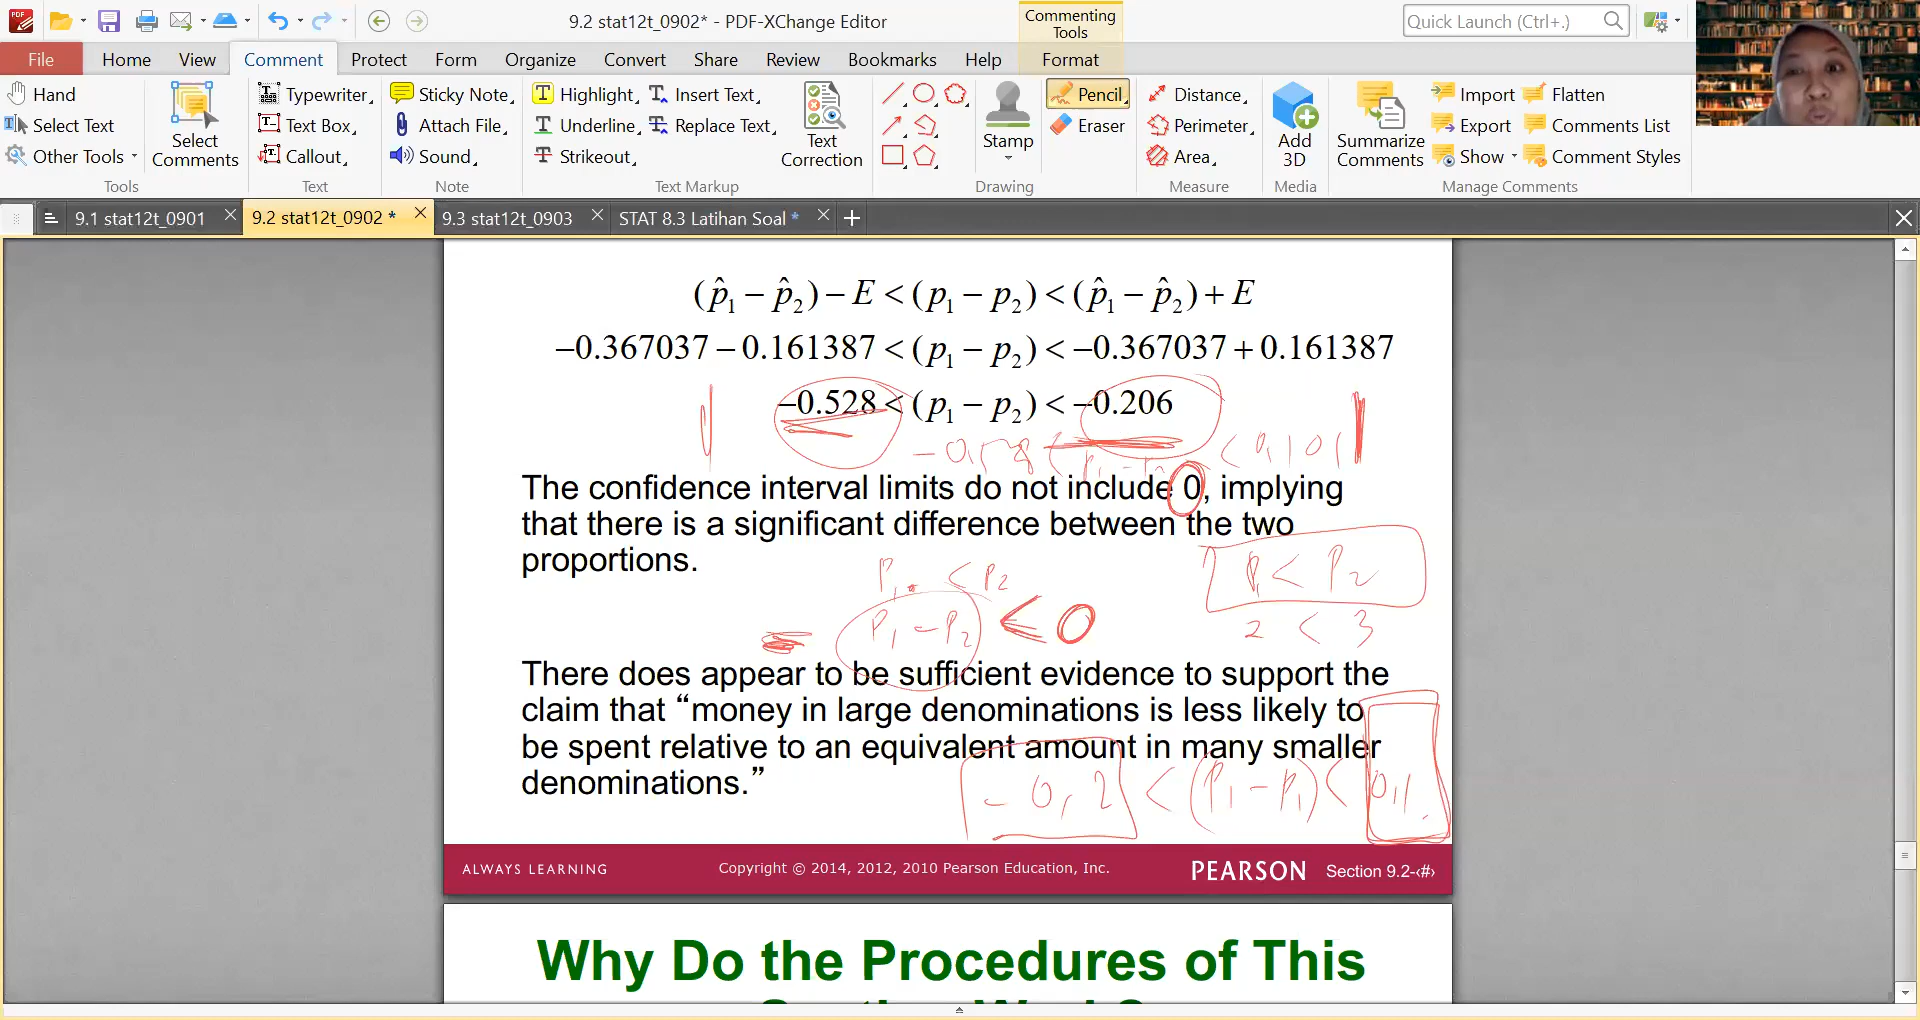 9.2 stat12t_0902* - PDF-XChange Editor
Commenting Tools
Quick Launch (Ctrl+.)
File Home View Comment Protect Form Organize Convert Share Review Bookmarks Help Format
Hand
Select Text
Other Tools
Tools
Select Comments
Typewriter
Text Box
Callout
Text
Sticky Note
Attach File
Sound
Note
Highlight
Underline
Strikeout
Insert Text
Replace Text
Text Correction
Text Markup
Stamp
Pencil
Eraser
Drawing
Distance
Perimeter
Area
Measure
Add 3D
Media
Summarize Comments
Import
Export
Show
Flatten
Comments List
Comment Styles
Manage Comments
9.1 stat12t_0901
9.2 stat12t_0902 *
9.3 stat12t_0903
STAT 8.3 Latihan Soal *
(p̂₁ − p̂₂) − E < (p₁ − p₂) < (p̂₁ − p̂₂) + E
−0.367037 − 0.161387 < (p₁ − p₂) < −0.367037 + 0.161387
−0.528 < (p₁ − p₂) < −0.206
< 0,101
The confidence interval limits do not include 0, implying
that there is a significant difference between the two
proportions.
P₁ < P₂
P₁ < P₂
P₁ − P₂ < 0
2 < 3
There does appear to be sufficient evidence to support the
claim that “money in large denominations is less likely to
be spent relative to an equivalent amount in many smaller
denominations.”
− 0,2 < (P₁ − P₁) < 0,1
ALWAYS LEARNING
Copyright © 2014, 2012, 2010 Pearson Education, Inc.
PEARSON
Section 9.2-‹#›
Why Do the Procedures of This